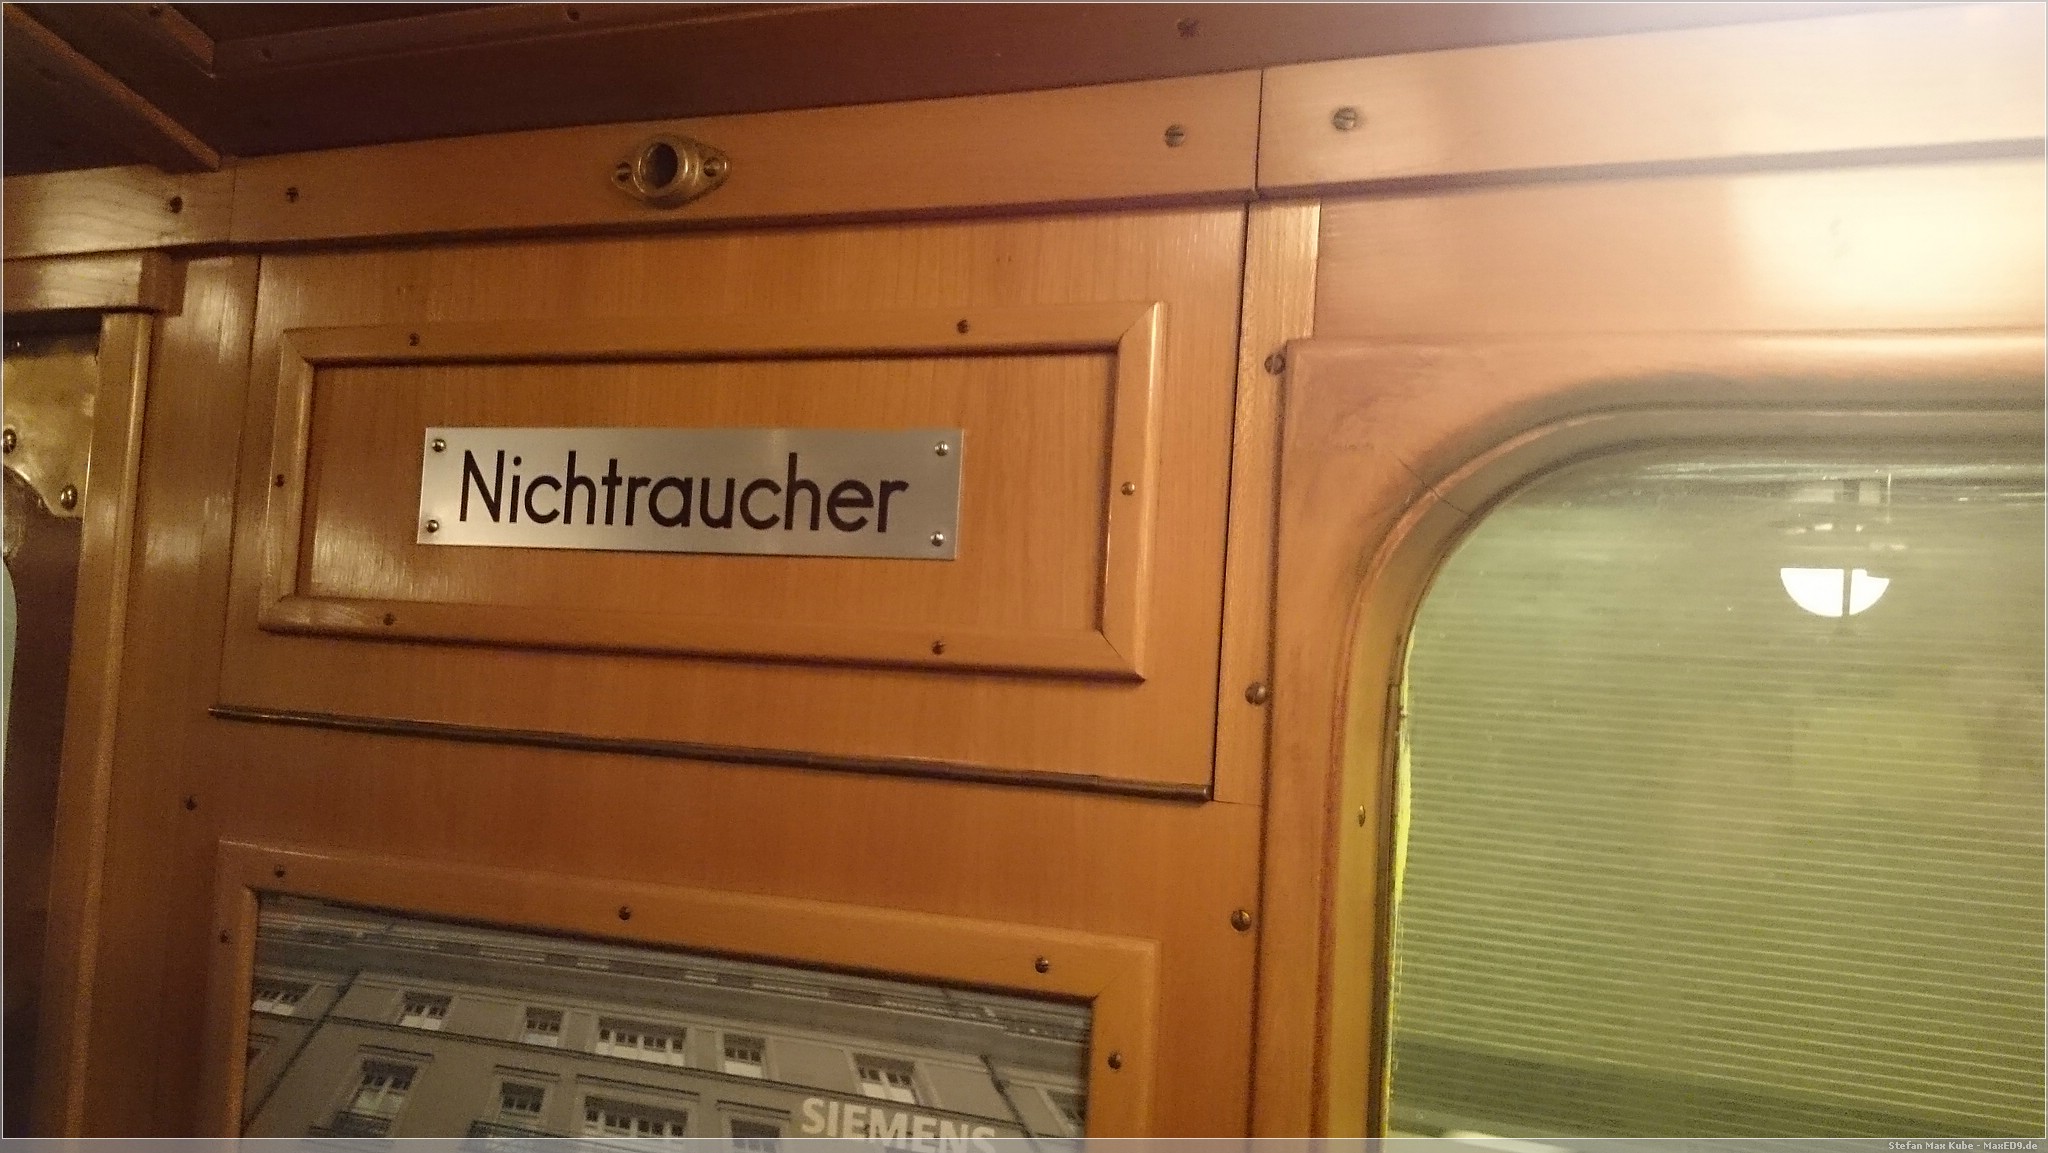 Nichtraucher
SIEMENS
Stefan Max Kube - MaxED9.de